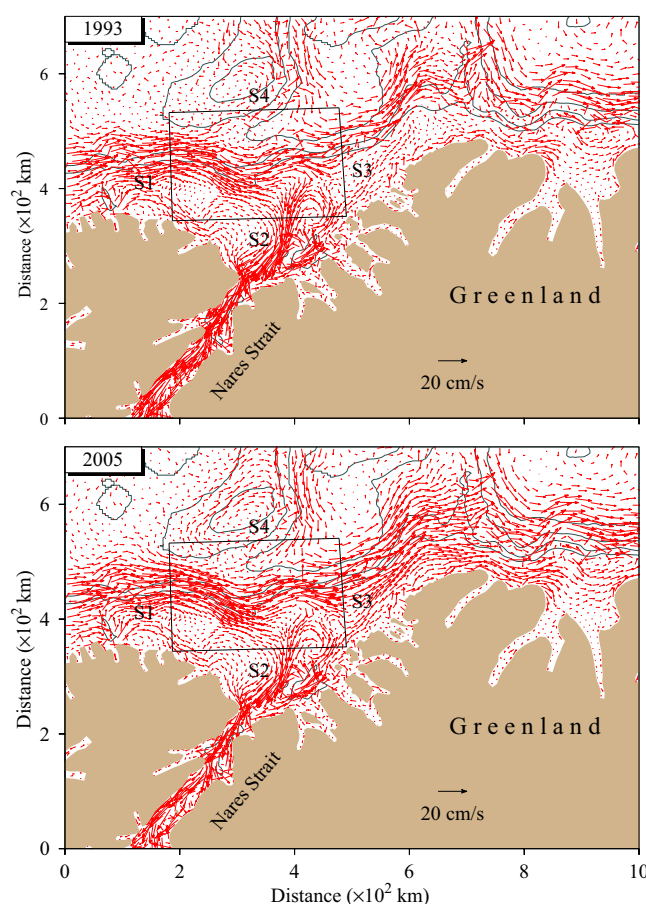 1993
6
S4
S1
S3
4
S2
Distance (×10² km)
2
Greenland
Nares Strait
20 cm/s
0
2005
6
S4
S1
S3
4
S2
Distance (×10² km)
2
Greenland
Nares Strait
20 cm/s
0
0 2 4 6 8 10
Distance (×10² km)